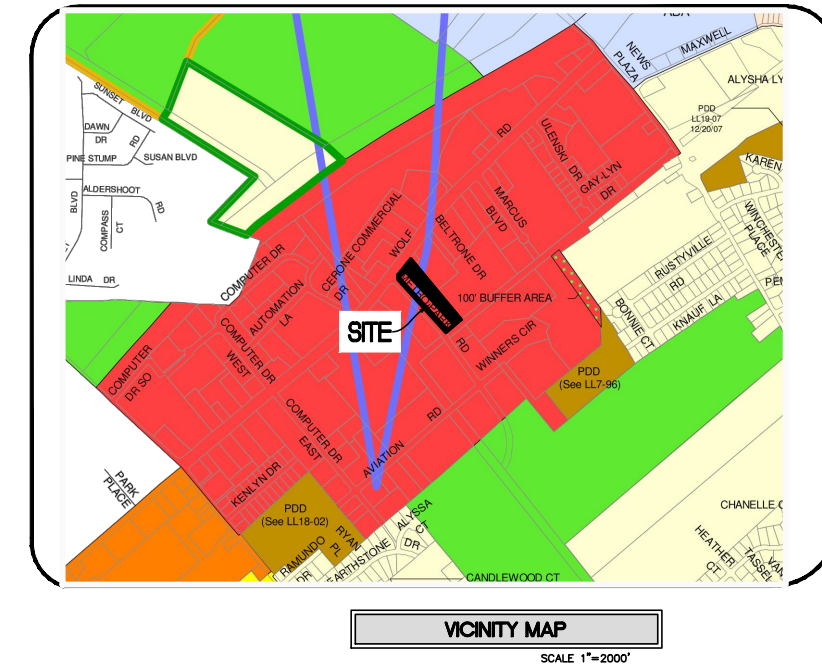 NEWS
PLAZA
MAXWELL
ALYSHA LY
PDD
LL19-07
12/20/07
KAREN
SUNSET BLVD
DAWN
DR
RD
PINE STUMP
SUSAN BLVD
ALDERSHOOT
RD
BLVD
COMPASS
CT
LINDA DR
RD
ULENSKI DR
GAY-LYN
DR
MARCUS
BLVD
CERONE COMMERCIAL
DR
WOLF
BELTRONE DR
COMPUTER DR
AUTOMATION
LA
WINCHESTER
PLACE
RUSTYVILLE
RD
PEN
100' BUFFER AREA
BONNIE CT
KNAUF LA
SITE
RD
WINNERS CIR
COMPUTER DR
WEST
COMPUTER
DR SO
PDD
(See LL7-96)
COMPUTER DR
EAST
RD
AVIATION
KENLYN DR
PARK
PLACE
PDD
(See LL18-02)
RYAN
PL
ALYSSA
CT
DR
EARTHSTONE
RAMUNDO
DR
CANDLEWOOD CT
CHANELLE C
HEATHER
CT
TASSEL
VAN
VICINITY MAP
SCALE 1"=2000'